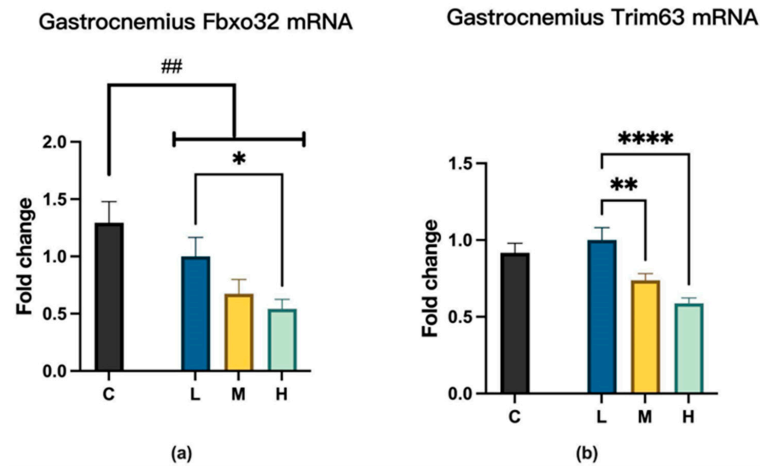 Gastrocnemius Fbxo32 mRNA
##
*
2.0
1.5
1.0
0.5
0.0
Fold change
C
L
M
H
(a)
Gastrocnemius Trim63 mRNA
****
**
1.5
1.0
0.5
0.0
Fold change
C
L
M
H
(b)